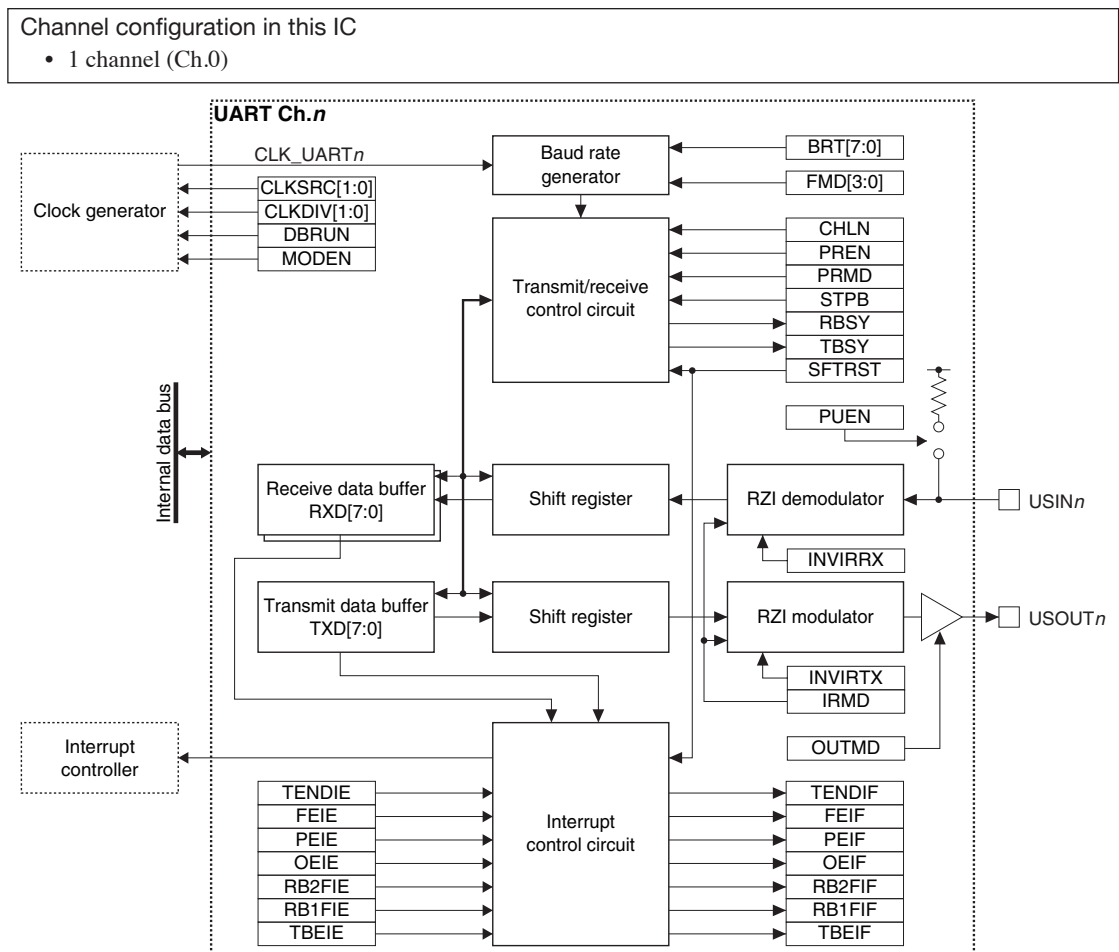 Channel configuration in this IC
• 1 channel (Ch.0)
UART Ch.n
CLK_UARTn
Clock generator
CLKSRC[1:0]
CLKDIV[1:0]
DBRUN
MODEN
Baud rate
generator
BRT[7:0]
FMD[3:0]
Transmit/receive
control circuit
CHLN
PREN
PRMD
STPB
RBSY
TBSY
SFTRST
PUEN
Internal data bus
Receive data buffer
RXD[7:0]
Shift register
RZI demodulator
USINn
INVIRRX
Transmit data buffer
TXD[7:0]
Shift register
RZI modulator
USOUTn
INVIRTX
IRMD
OUTMD
Interrupt
controller
Interrupt
control circuit
TENDIE
FEIE
PEIE
OEIE
RB2FIE
RB1FIE
TBEIE
TENDIF
FEIF
PEIF
OEIF
RB2FIF
RB1FIF
TBEIF